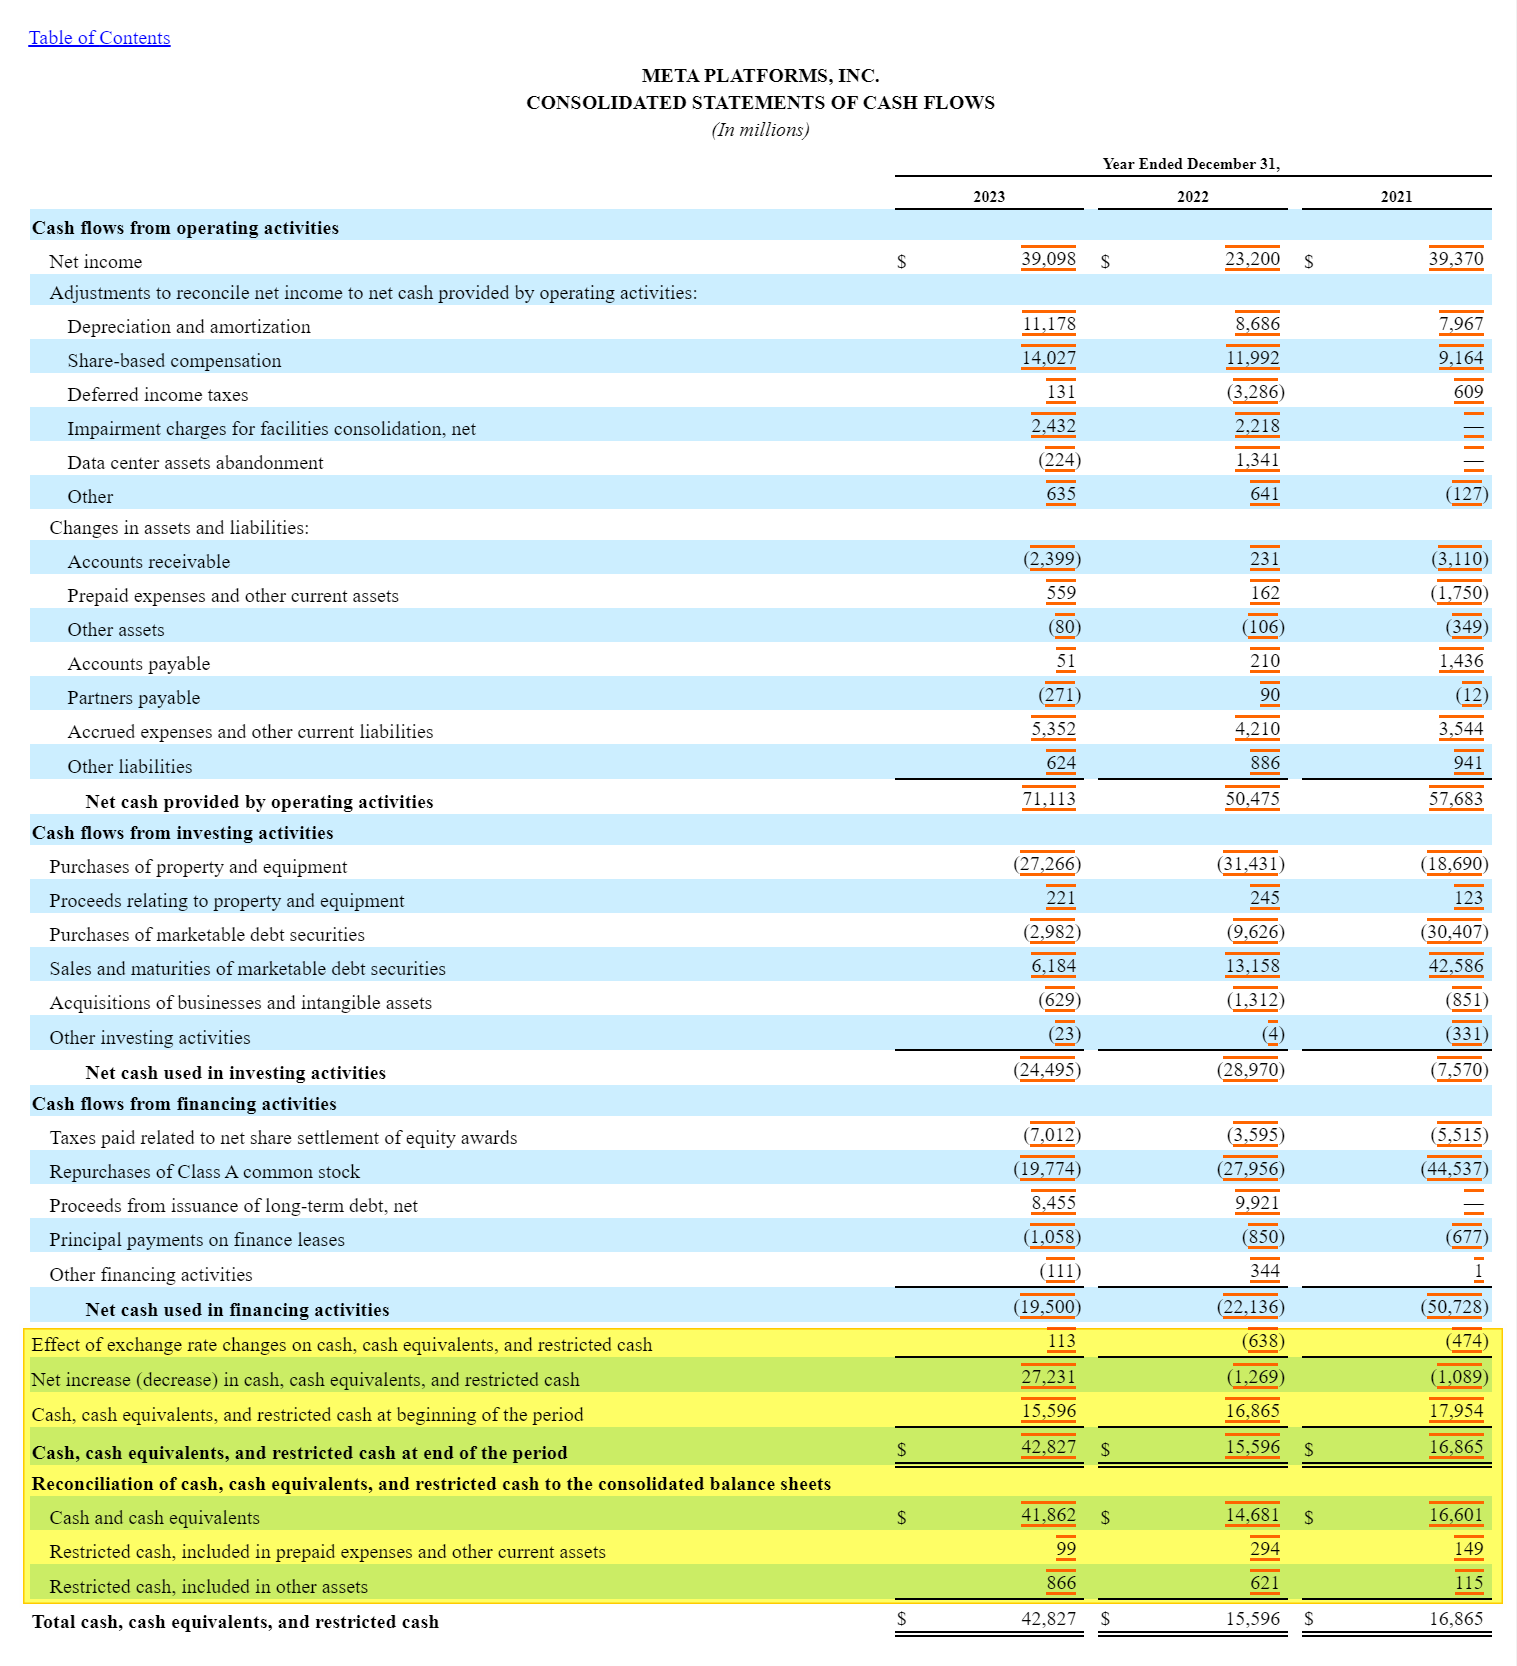 Table of Contents
META PLATFORMS, INC.
CONSOLIDATED STATEMENTS OF CASH FLOWS
(In millions)
Year Ended December 31,
2023 2022 2021
Cash flows from operating activities
Net income $ 39,098 $ 23,200 $ 39,370
Adjustments to reconcile net income to net cash provided by operating activities:
Depreciation and amortization 11,178 8,686 7,967
Share-based compensation 14,027 11,992 9,164
Deferred income taxes 131 (3,286) 609
Impairment charges for facilities consolidation, net 2,432 2,218 —
Data center assets abandonment (224) 1,341 —
Other 635 641 (127)
Changes in assets and liabilities:
Accounts receivable (2,399) 231 (3,110)
Prepaid expenses and other current assets 559 162 (1,750)
Other assets (80) (106) (349)
Accounts payable 51 210 1,436
Partners payable (271) 90 (12)
Accrued expenses and other current liabilities 5,352 4,210 3,544
Other liabilities 624 886 941
Net cash provided by operating activities 71,113 50,475 57,683
Cash flows from investing activities
Purchases of property and equipment (27,266) (31,431) (18,690)
Proceeds relating to property and equipment 221 245 123
Purchases of marketable debt securities (2,982) (9,626) (30,407)
Sales and maturities of marketable debt securities 6,184 13,158 42,586
Acquisitions of businesses and intangible assets (629) (1,312) (851)
Other investing activities (23) (4) (331)
Net cash used in investing activities (24,495) (28,970) (7,570)
Cash flows from financing activities
Taxes paid related to net share settlement of equity awards (7,012) (3,595) (5,515)
Repurchases of Class A common stock (19,774) (27,956) (44,537)
Proceeds from issuance of long-term debt, net 8,455 9,921 —
Principal payments on finance leases (1,058) (850) (677)
Other financing activities (111) 344 1
Net cash used in financing activities (19,500) (22,136) (50,728)
Effect of exchange rate changes on cash, cash equivalents, and restricted cash 113 (638) (474)
Net increase (decrease) in cash, cash equivalents, and restricted cash 27,231 (1,269) (1,089)
Cash, cash equivalents, and restricted cash at beginning of the period 15,596 16,865 17,954
Cash, cash equivalents, and restricted cash at end of the period $ 42,827 $ 15,596 $ 16,865
Reconciliation of cash, cash equivalents, and restricted cash to the consolidated balance sheets
Cash and cash equivalents $ 41,862 $ 14,681 $ 16,601
Restricted cash, included in prepaid expenses and other current assets 99 294 149
Restricted cash, included in other assets 866 621 115
Total cash, cash equivalents, and restricted cash $ 42,827 $ 15,596 $ 16,865